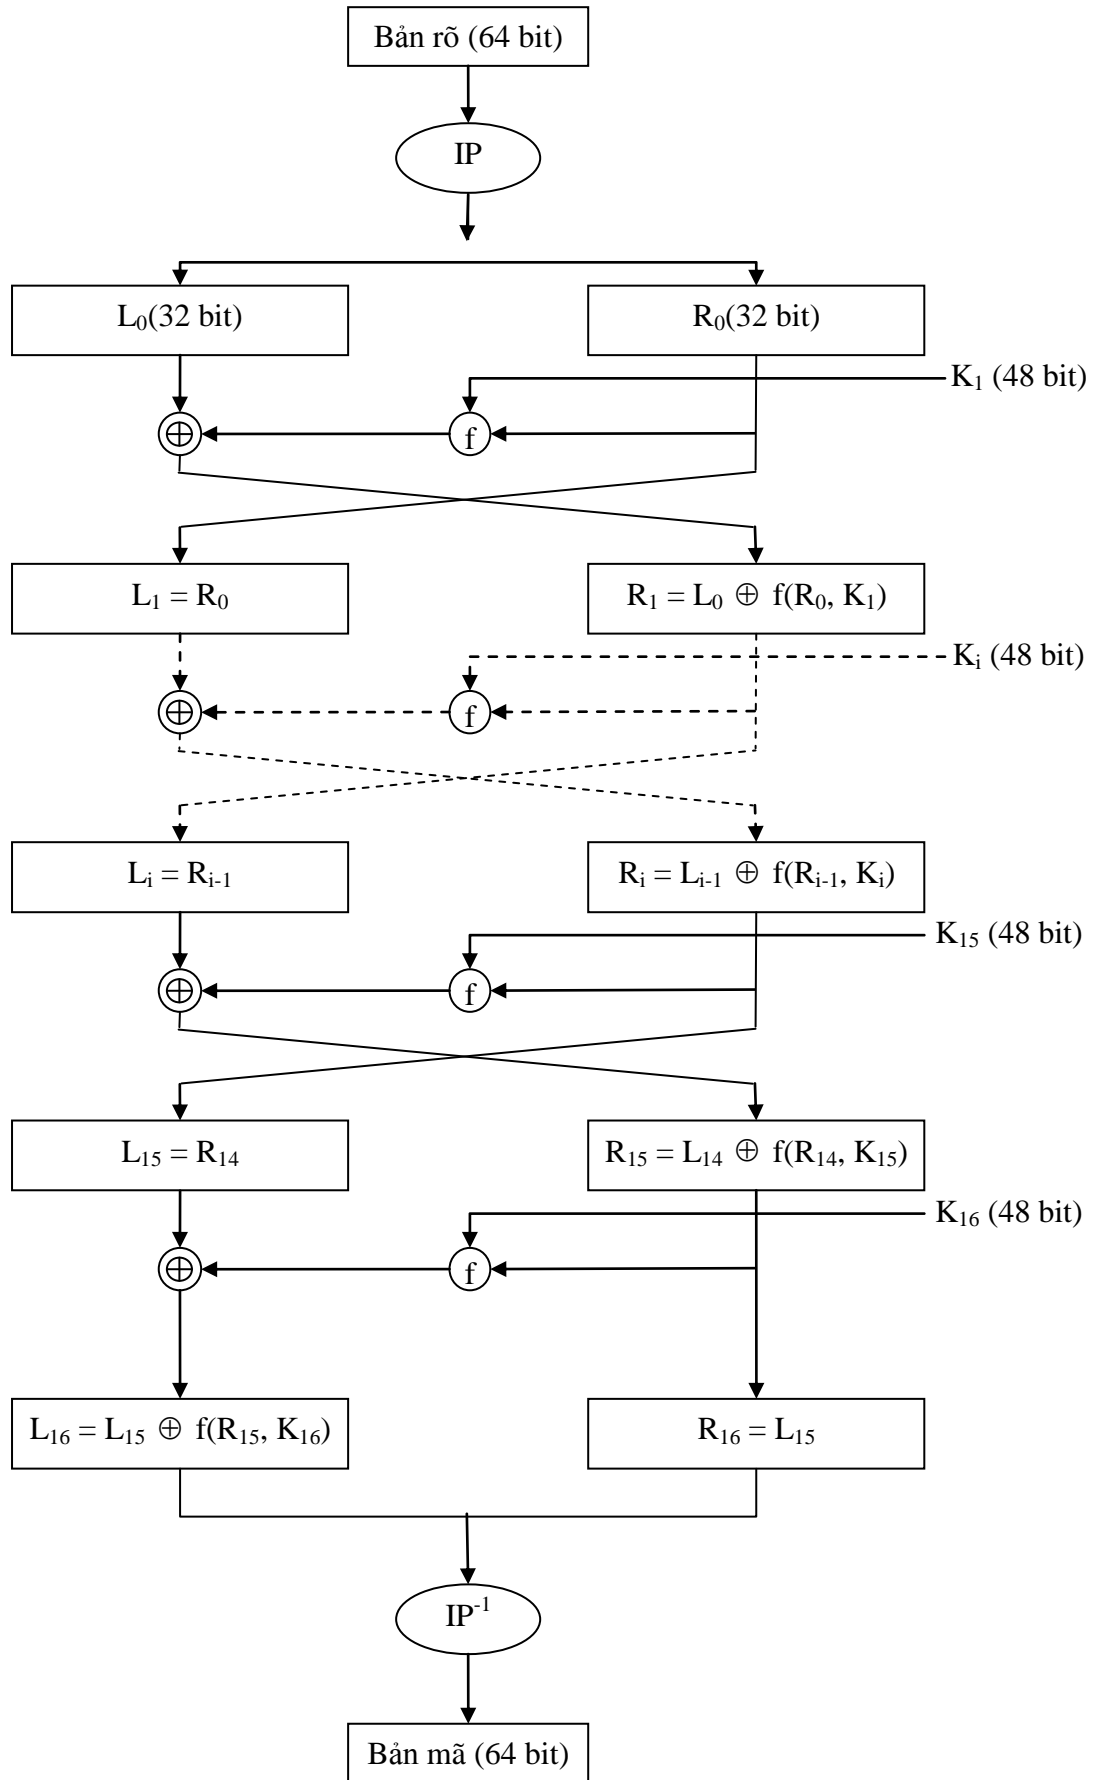 Bản rõ (64 bit)
IP
L₀(32 bit)
R₀(32 bit)
K₁ (48 bit)
⊕
f
L₁ = R₀
R₁ = L₀ ⊕ f(R₀, K₁)
Kᵢ (48 bit)
⊕
f
Lᵢ = Rᵢ₋₁
Rᵢ = Lᵢ₋₁ ⊕ f(Rᵢ₋₁, Kᵢ)
K₁₅ (48 bit)
⊕
f
L₁₅ = R₁₄
R₁₅ = L₁₄ ⊕ f(R₁₄, K₁₅)
K₁₆ (48 bit)
⊕
f
L₁₆ = L₁₅ ⊕ f(R₁₅, K₁₆)
R₁₆ = L₁₅
IP⁻¹
Bản mã (64 bit)